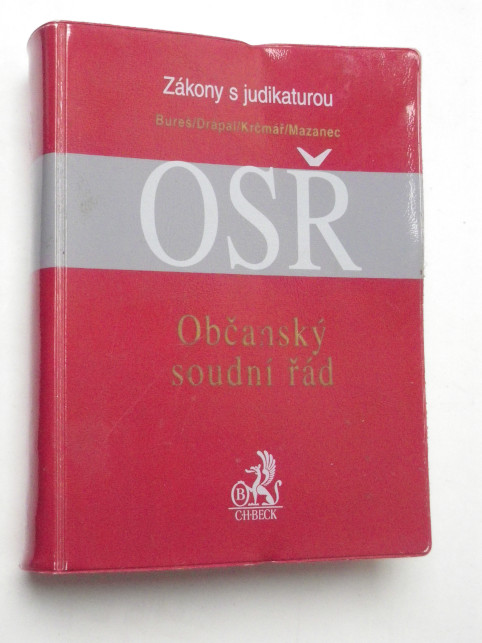 Zákony s judikaturou
Bureš/Drápal/Krčmář/Mazanec
OSŘ
Občanský
soudní řád
B
C·H·BECK